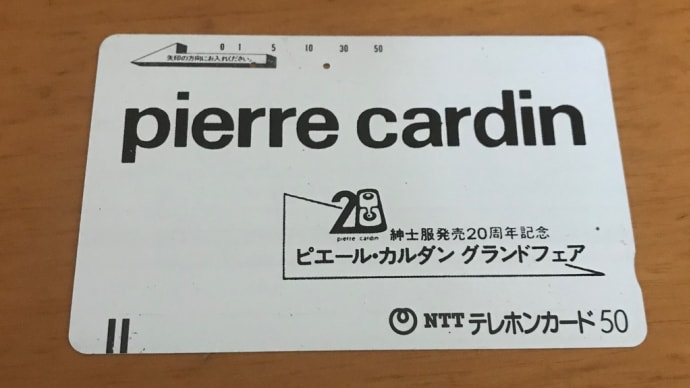 0 1 5 10 30 50
矢印の方向にお入れください。
pierre cardin
20
pierre cardin
紳士服発売20周年記念
ピエール・カルダン グランドフェア
NTT テレホンカード 50